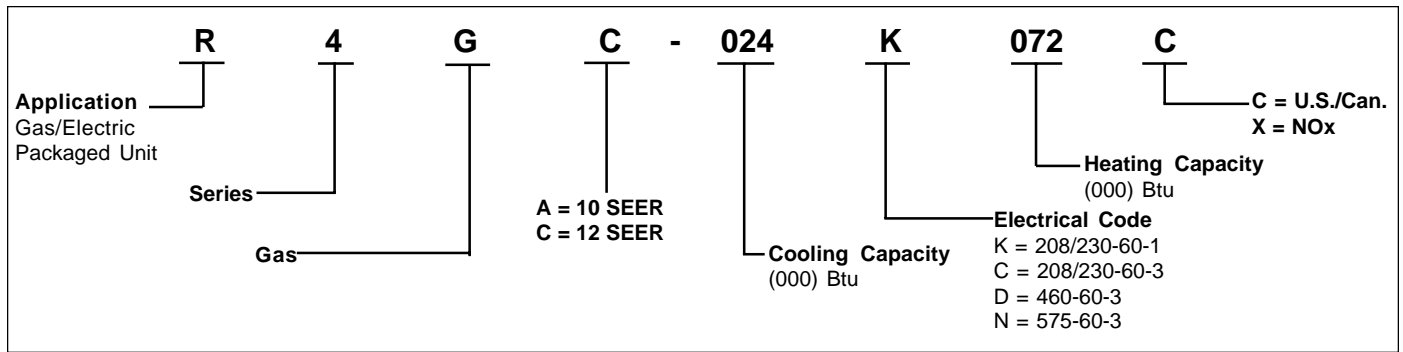 R 4 G C - 024 K 072 C
Application
Gas/Electric
Packaged Unit
Series
Gas
A = 10 SEER
C = 12 SEER
Cooling Capacity
(000) Btu
Electrical Code
K = 208/230-60-1
C = 208/230-60-3
D = 460-60-3
N = 575-60-3
Heating Capacity
(000) Btu
C = U.S./Can.
X = NOx